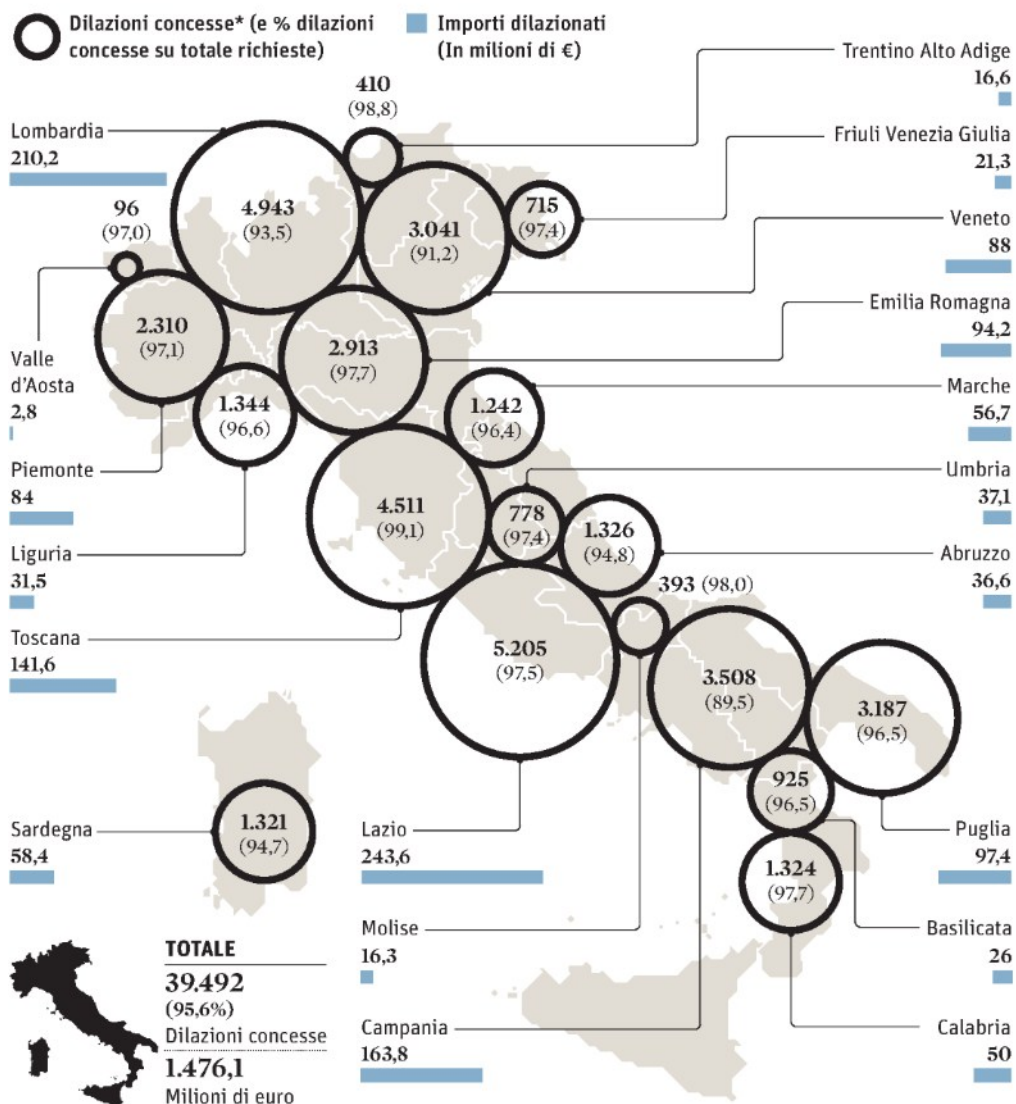 Dilazioni concesse* (e % dilazioni
concesse su totale richieste)
Importi dilazionati
(In milioni di €)
Trentino Alto Adige
16,6
410
(98,8)
Lombardia
210,2
Friuli Venezia Giulia
21,3
96
(97,0)
4.943
(93,5)
3.041
(91,2)
715
(97,4)
Veneto
88
Emilia Romagna
94,2
2.310
(97,1)
2.913
(97,7)
Valle
d'Aosta
2,8
1.344
(96,6)
1.242
(96,4)
Marche
56,7
Piemonte
84
Umbria
37,1
4.511
(99,1)
778
(97,4)
1.326
(94,8)
Liguria
31,5
Abruzzo
36,6
393 (98,0)
Toscana
141,6
5.205
(97,5)
3.508
(89,5)
3.187
(96,5)
925
(96,5)
Sardegna
58,4
1.321
(94,7)
Lazio
243,6
Puglia
97,4
1.324
(97,7)
Molise
16,3
Basilicata
26
TOTALE
39.492
(95,6%)
Dilazioni concesse
1.476,1
Milioni di euro
Campania
163,8
Calabria
50